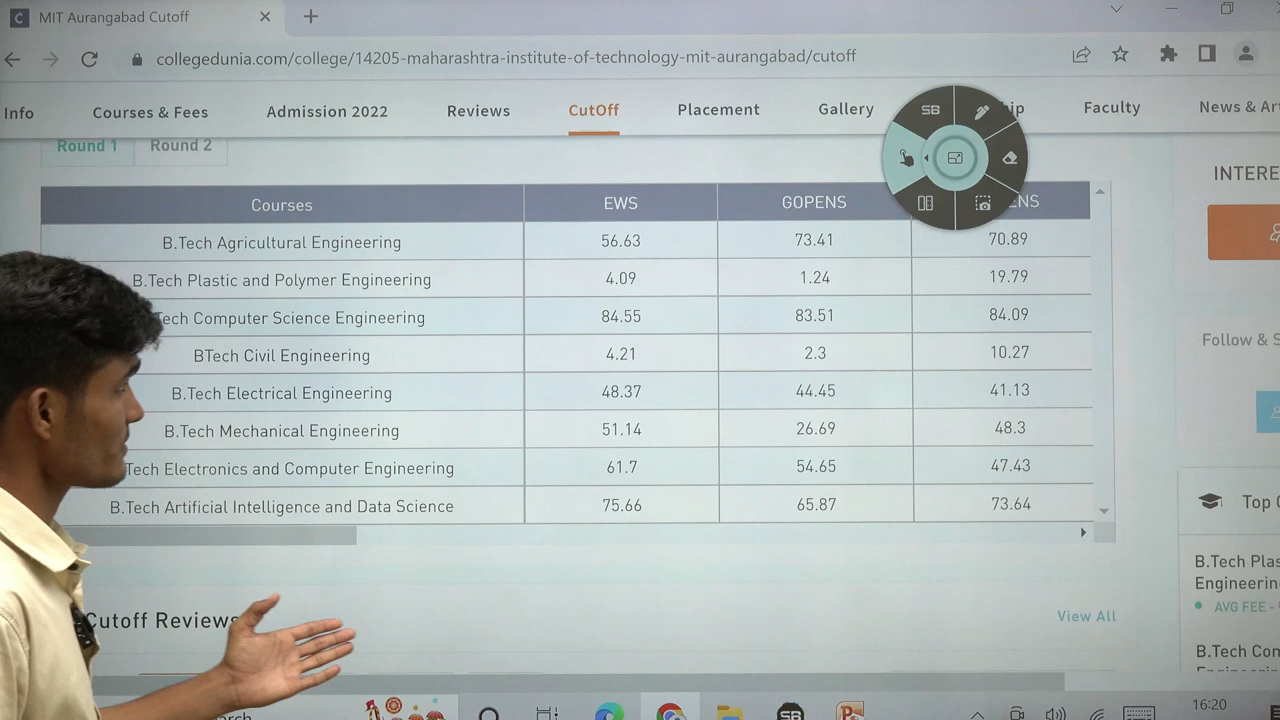 MIT Aurangabad Cutoff
collegedunia.com/college/14205-maharashtra-institute-of-technology-mit-aurangabad/cutoff
Info Courses & Fees Admission 2022 Reviews CutOff Placement Gallery Faculty News &
SB
Round 1 Round 2
Courses EWS GOPENS ENS
B.Tech Agricultural Engineering 56.63 73.41 70.89
B.Tech Plastic and Polymer Engineering 4.09 1.24 19.79
Tech Computer Science Engineering 84.55 83.51 84.09
BTech Civil Engineering 4.21 2.3 10.27
B.Tech Electrical Engineering 48.37 44.45 41.13
B.Tech Mechanical Engineering 51.14 26.69 48.3
Tech Electronics and Computer Engineering 61.7 54.65 47.43
B.Tech Artificial Intelligence and Data Science 75.66 65.87 73.64
Cutoff Reviews View All
INTERE
Follow &
Top
B.Tech
AVG FEE -
B.Tech
SB
16:20